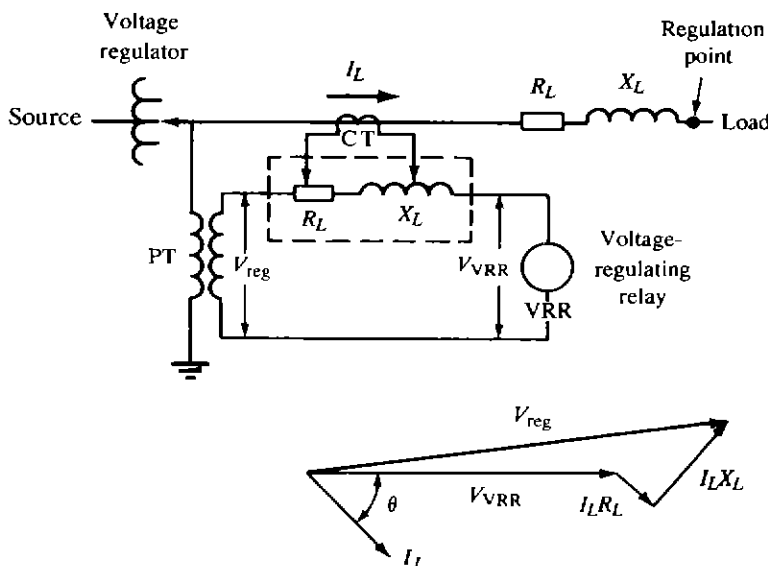 Voltage
regulator
Regulation
point
I_L
R_L
X_L
Source
Load
CT
R_L
X_L
PT
V_reg
V_VRR
Voltage-
regulating
relay
VRR
V_reg
θ
V_VRR
I_L R_L
I_L X_L
I_L